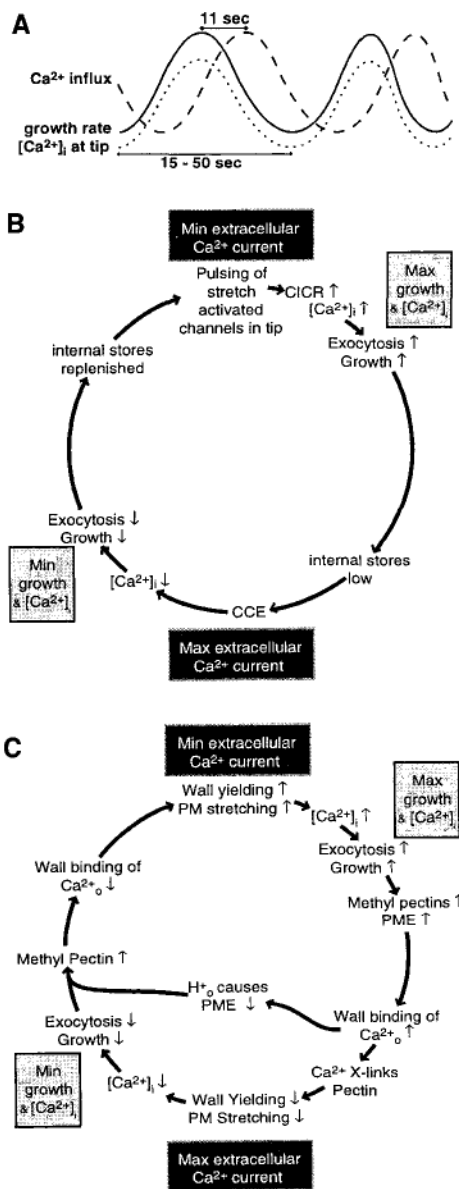 A
11 sec
Ca²⁺ influx
growth rate
[Ca²⁺]ᵢ at tip
15 - 50 sec
B
Min extracellular
Ca²⁺ current
Pulsing of
stretch
activated
channels in tip
CICR ↑
[Ca²⁺]ᵢ ↑
Max
growth
& [Ca²⁺]ᵢ
Exocytosis ↑
Growth ↑
internal stores
replenished
Exocytosis ↓
Growth ↓
Min
growth
& [Ca²⁺]ᵢ
[Ca²⁺]ᵢ ↓
internal stores
low
CCE
Max extracellular
Ca²⁺ current
C
Min extracellular
Ca²⁺ current
Wall yielding ↑
PM stretching ↑
[Ca²⁺]ᵢ ↑
Max
growth
& [Ca²⁺]ᵢ
Exocytosis ↑
Growth ↑
Methyl pectins ↑
PME ↑
Wall binding of
Ca²⁺ₒ ↓
Methyl Pectin ↑
H⁺ₒ causes
PME ↓
Wall binding of
Ca²⁺ₒ ↑
Exocytosis ↓
Growth ↓
Ca²⁺ X-links
Pectin
Min
growth
& [Ca²⁺]ᵢ
[Ca²⁺]ᵢ ↓
Wall Yielding ↓
PM Stretching ↓
Max extracellular
Ca²⁺ current